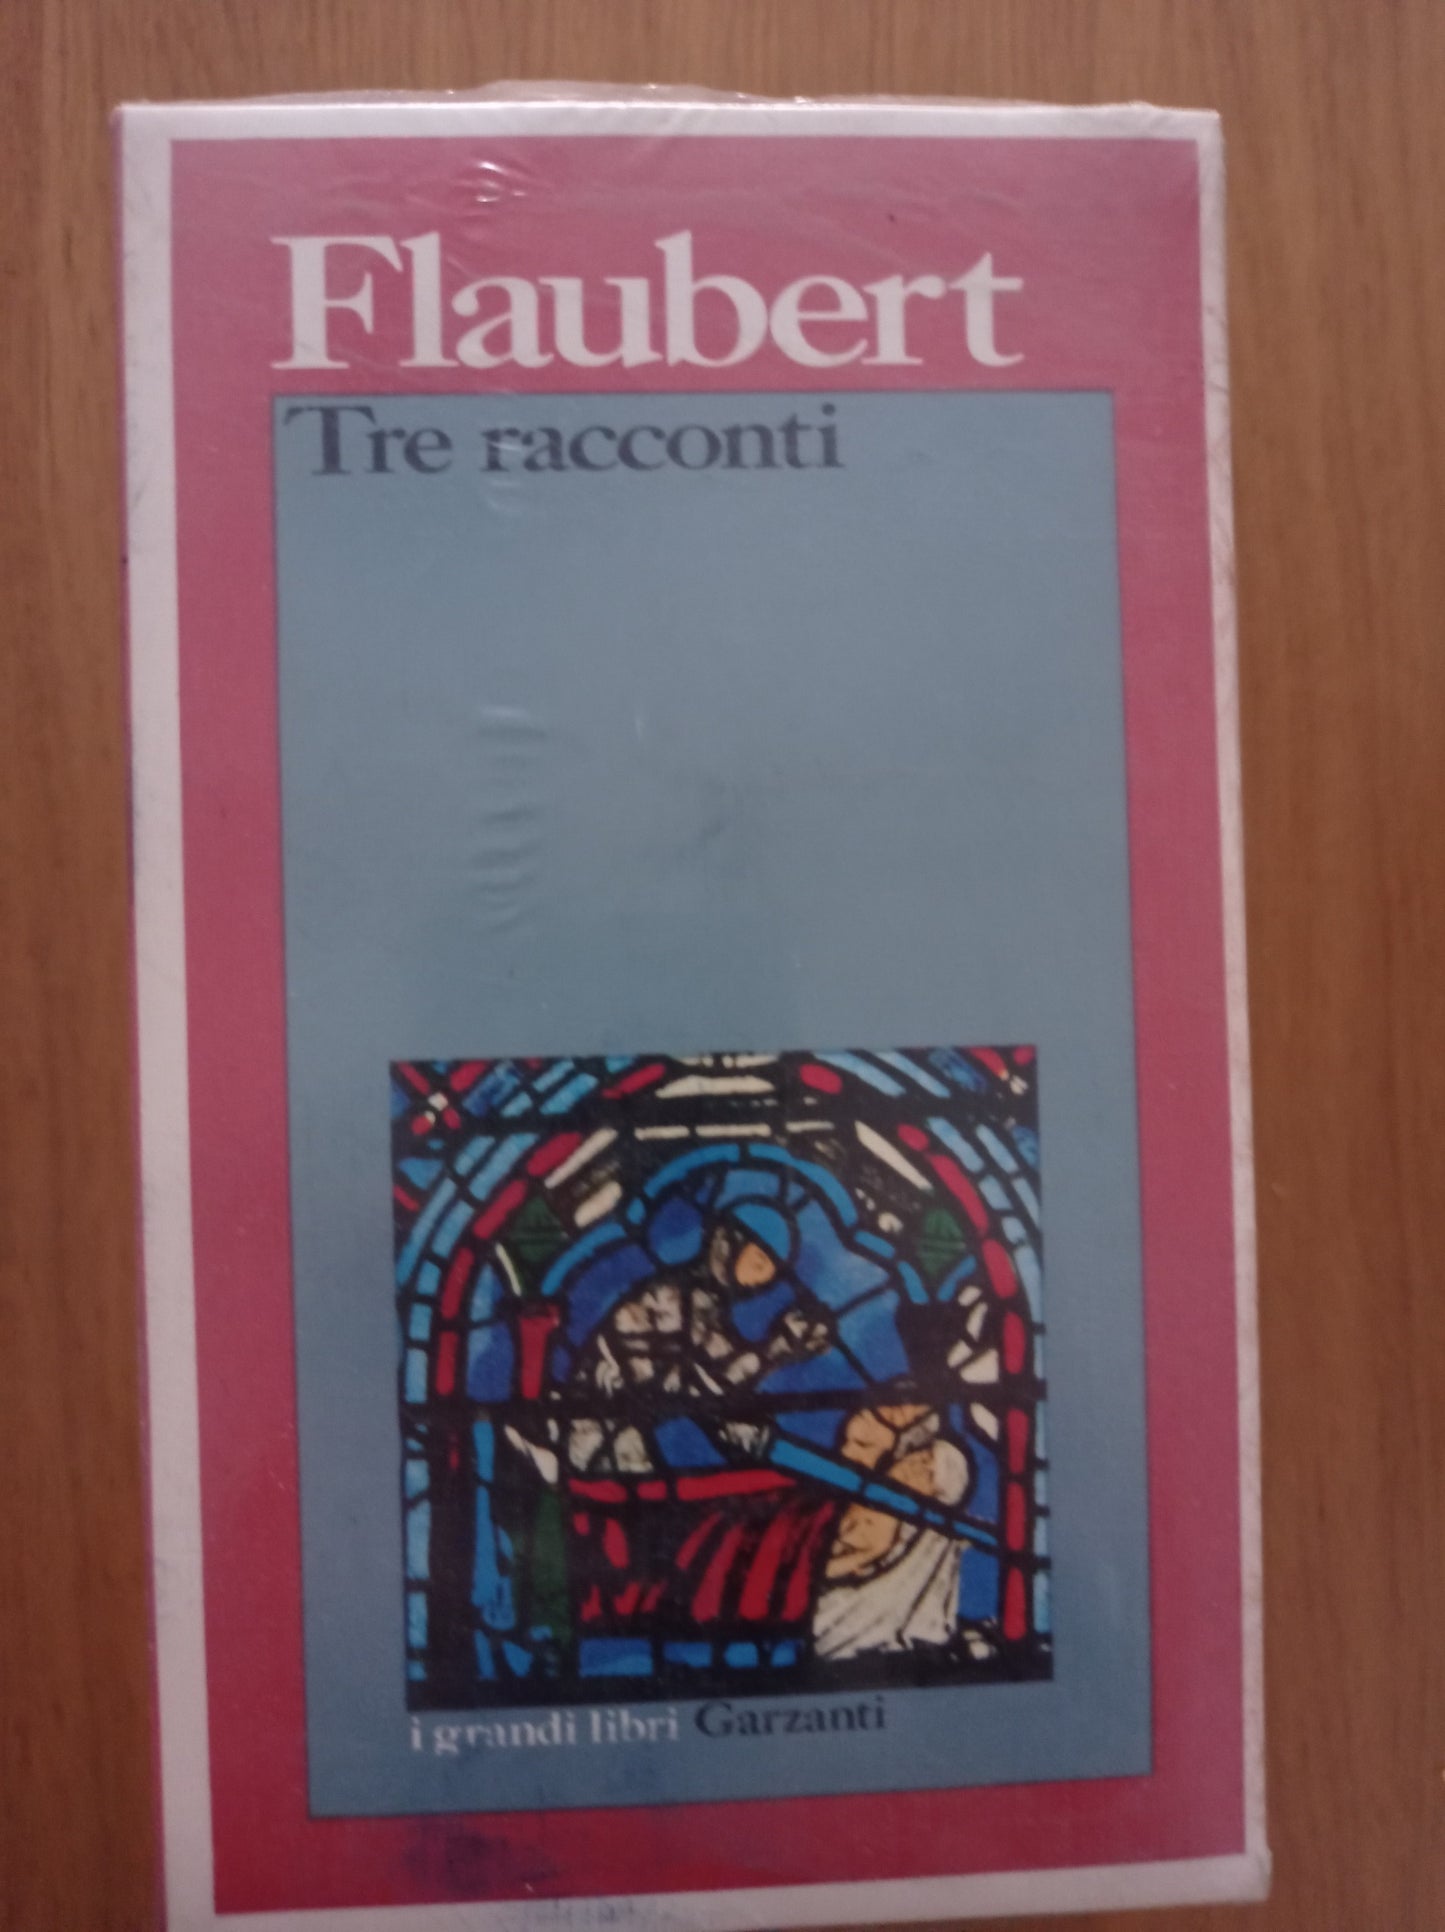 Flaubert
Tre racconti
i grandi libri Garzanti